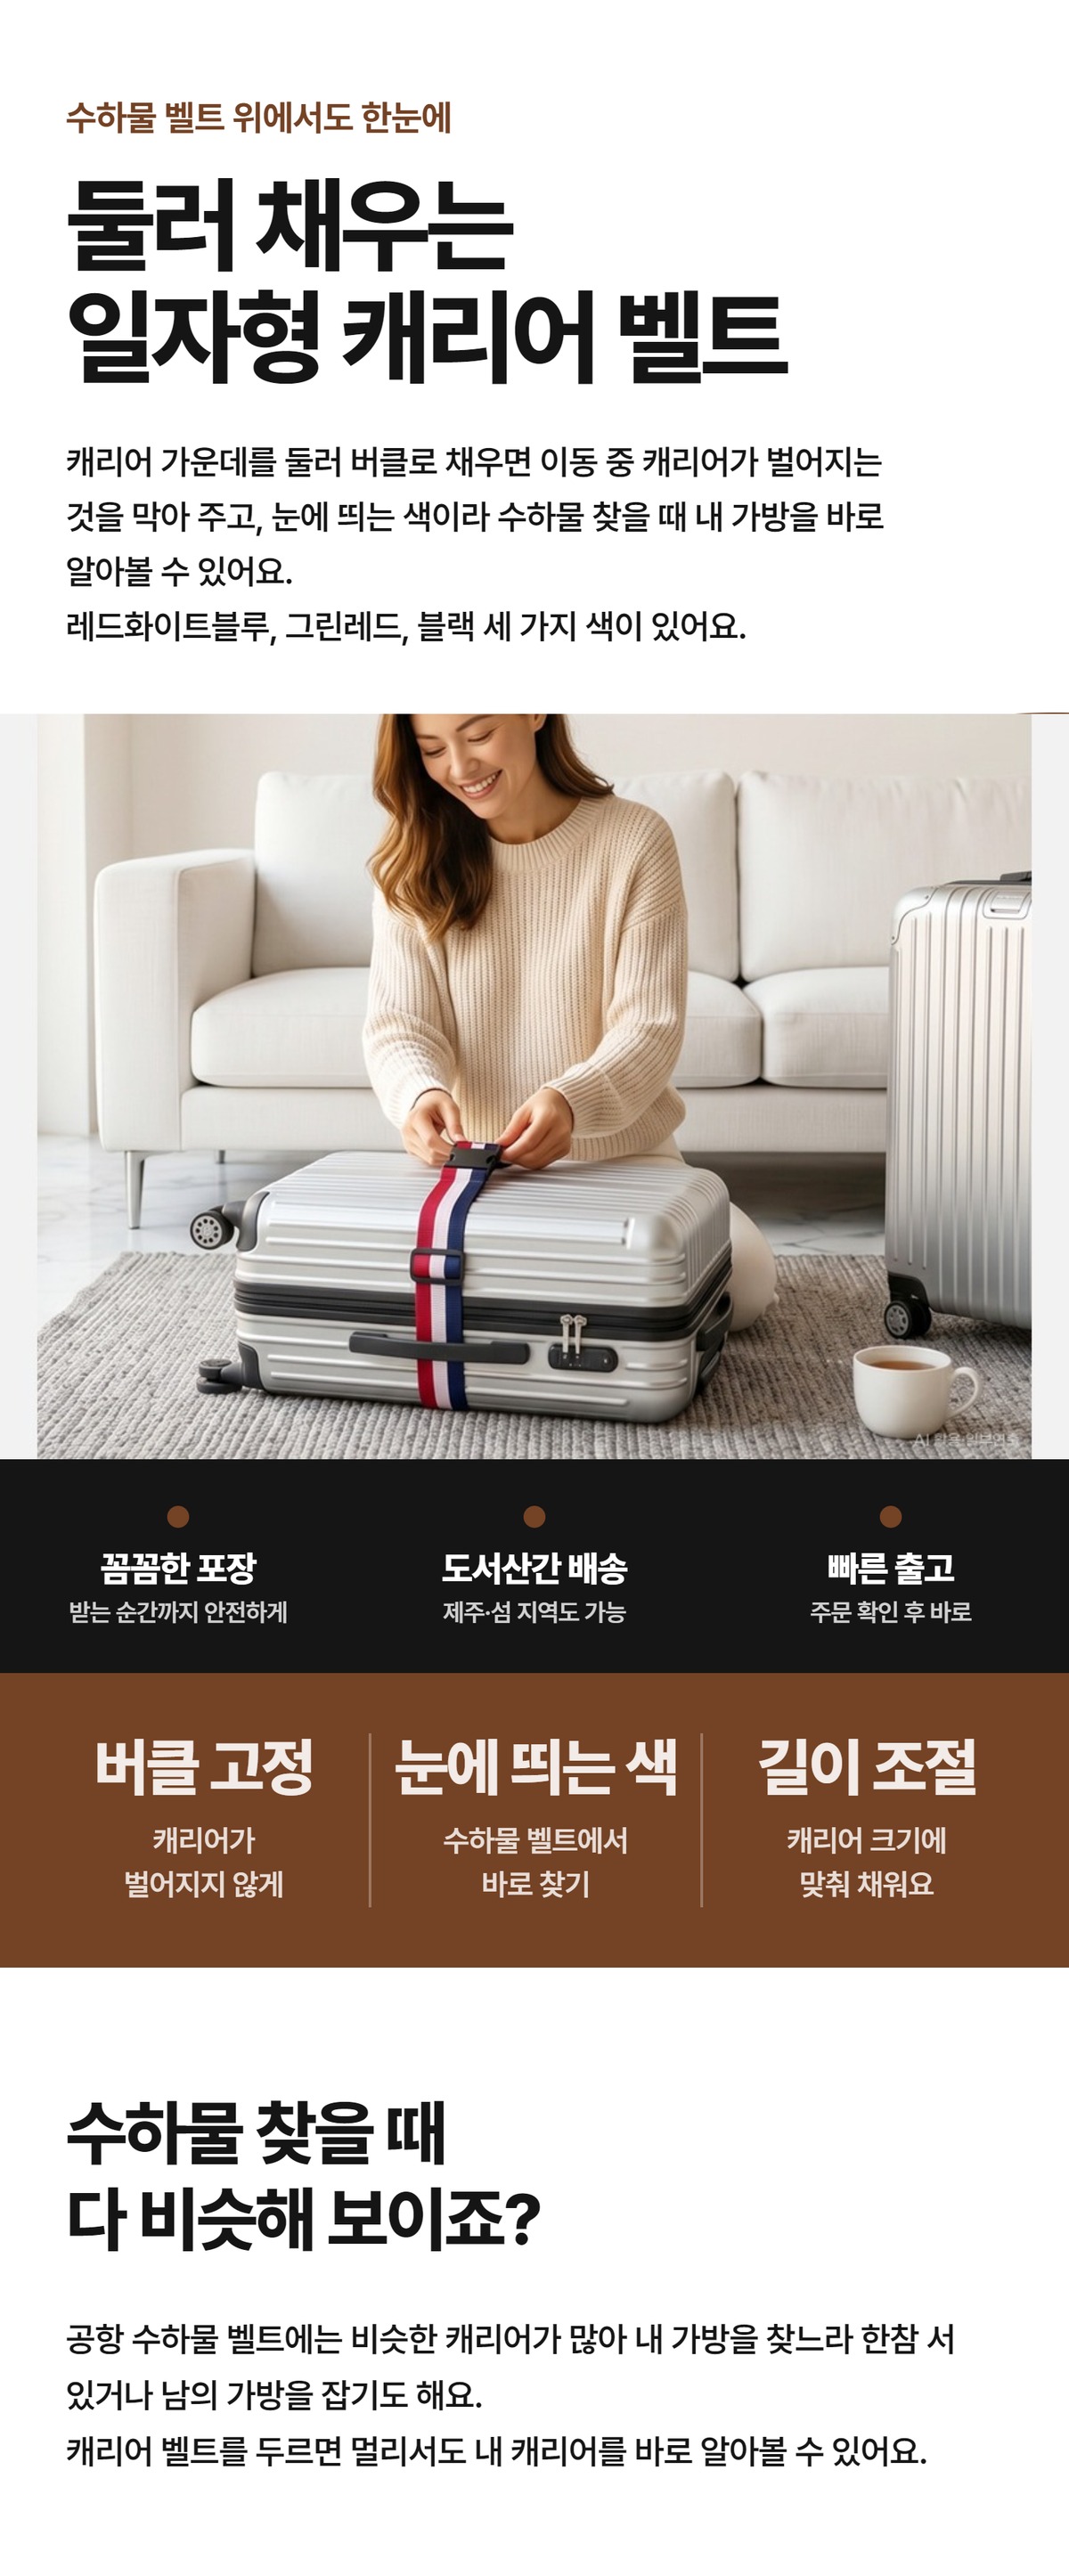 수하물 벨트 위에서도 한눈에
둘러 채우는
일자형 캐리어 벨트
캐리어 가운데를 둘러 버클로 채우면 이동 중 캐리어가 벌어지는
것을 막아 주고, 눈에 띄는 색이라 수하물 찾을 때 내 가방을 바로
알아볼 수 있어요.
레드화이트블루, 그린레드, 블랙 세 가지 색이 있어요.
꼼꼼한 포장
받는 순간까지 안전하게
도서산간 배송
제주·섬 지역도 가능
빠른 출고
주문 확인 후 바로
버클 고정
캐리어가
벌어지지 않게
눈에 띄는 색
수하물 벨트에서
바로 찾기
길이 조절
캐리어 크기에
맞춰 채워요
수하물 찾을 때
다 비슷해 보이죠?
공항 수하물 벨트에는 비슷한 캐리어가 많아 내 가방을 찾느라 한참 서
있거나 남의 가방을 잡기도 해요.
캐리어 벨트를 두르면 멀리서도 내 캐리어를 바로 알아볼 수 있어요.